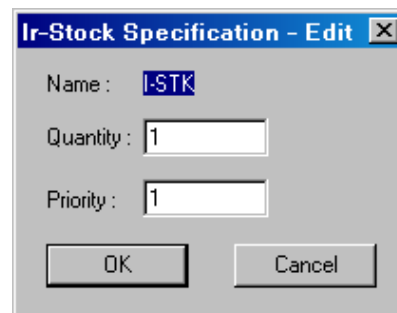 Ir-Stock Specification - Edit
Name : I-STK
Quantity : 1
Priority : 1
OK Cancel